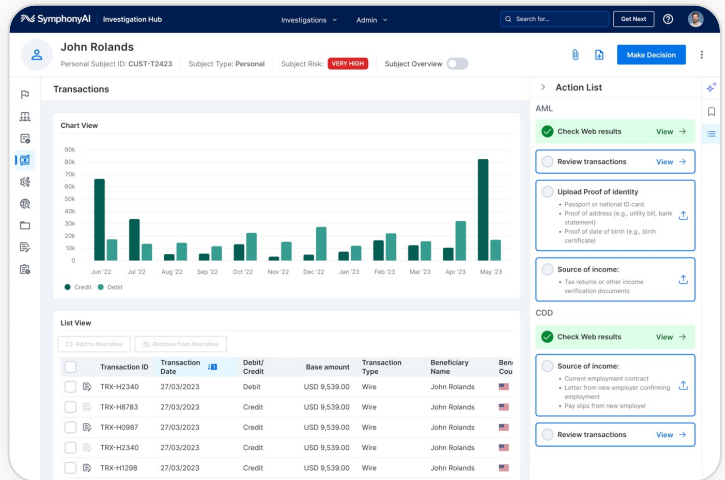 SymphonyAI Investigation Hub Investigations Admin Search for... Get Next
John Rolands
Personal Subject ID: CUST-T2423 Subject Type: Personal Subject Risk: VERY HIGH Subject Overview
Make Decision
Transactions
Chart View
90k
80k
70k
60k
50k
40k
30k
20k
10k
0
Jun '22 Jul '22 Aug '22 Sep '22 Oct '22 Nov '22 Dec '22 Jan '23 Feb '23 Mar '23 Apr '23 May '23
Credit Debit
List View
Add to Narrative Remove from Narrative
Transaction ID Transaction Date 1 Debit/ Credit Base amount Transaction Type Beneficiary Name Bene Cou
TRX-H2340 27/03/2023 Debit USD 9,539.00 Wire John Rolands
TRX-H8783 27/03/2023 Credit USD 9,539.00 Wire John Rolands
TRX-H0987 27/03/2023 Credit USD 9,539.00 Wire John Rolands
TRX-H2340 27/03/2023 Credit USD 9,539.00 Wire John Rolands
TRX-H1298 27/03/2023 Credit USD 9,539.00 Wire John Rolands
Action List
AML
Check Web results View
Review transactions View
Upload Proof of identity
• Passport or national ID card
• Proof of address (e.g., utility bill, bank
statement)
• Proof of date of birth (e.g., birth
certificate)
Source of income:
• Tax returns or other income
verification documents
CDD
Check Web results View
Source of income:
• Current employment contract
• Letter from new employer confirming
employment
• Pay slips from new employer
Review transactions View